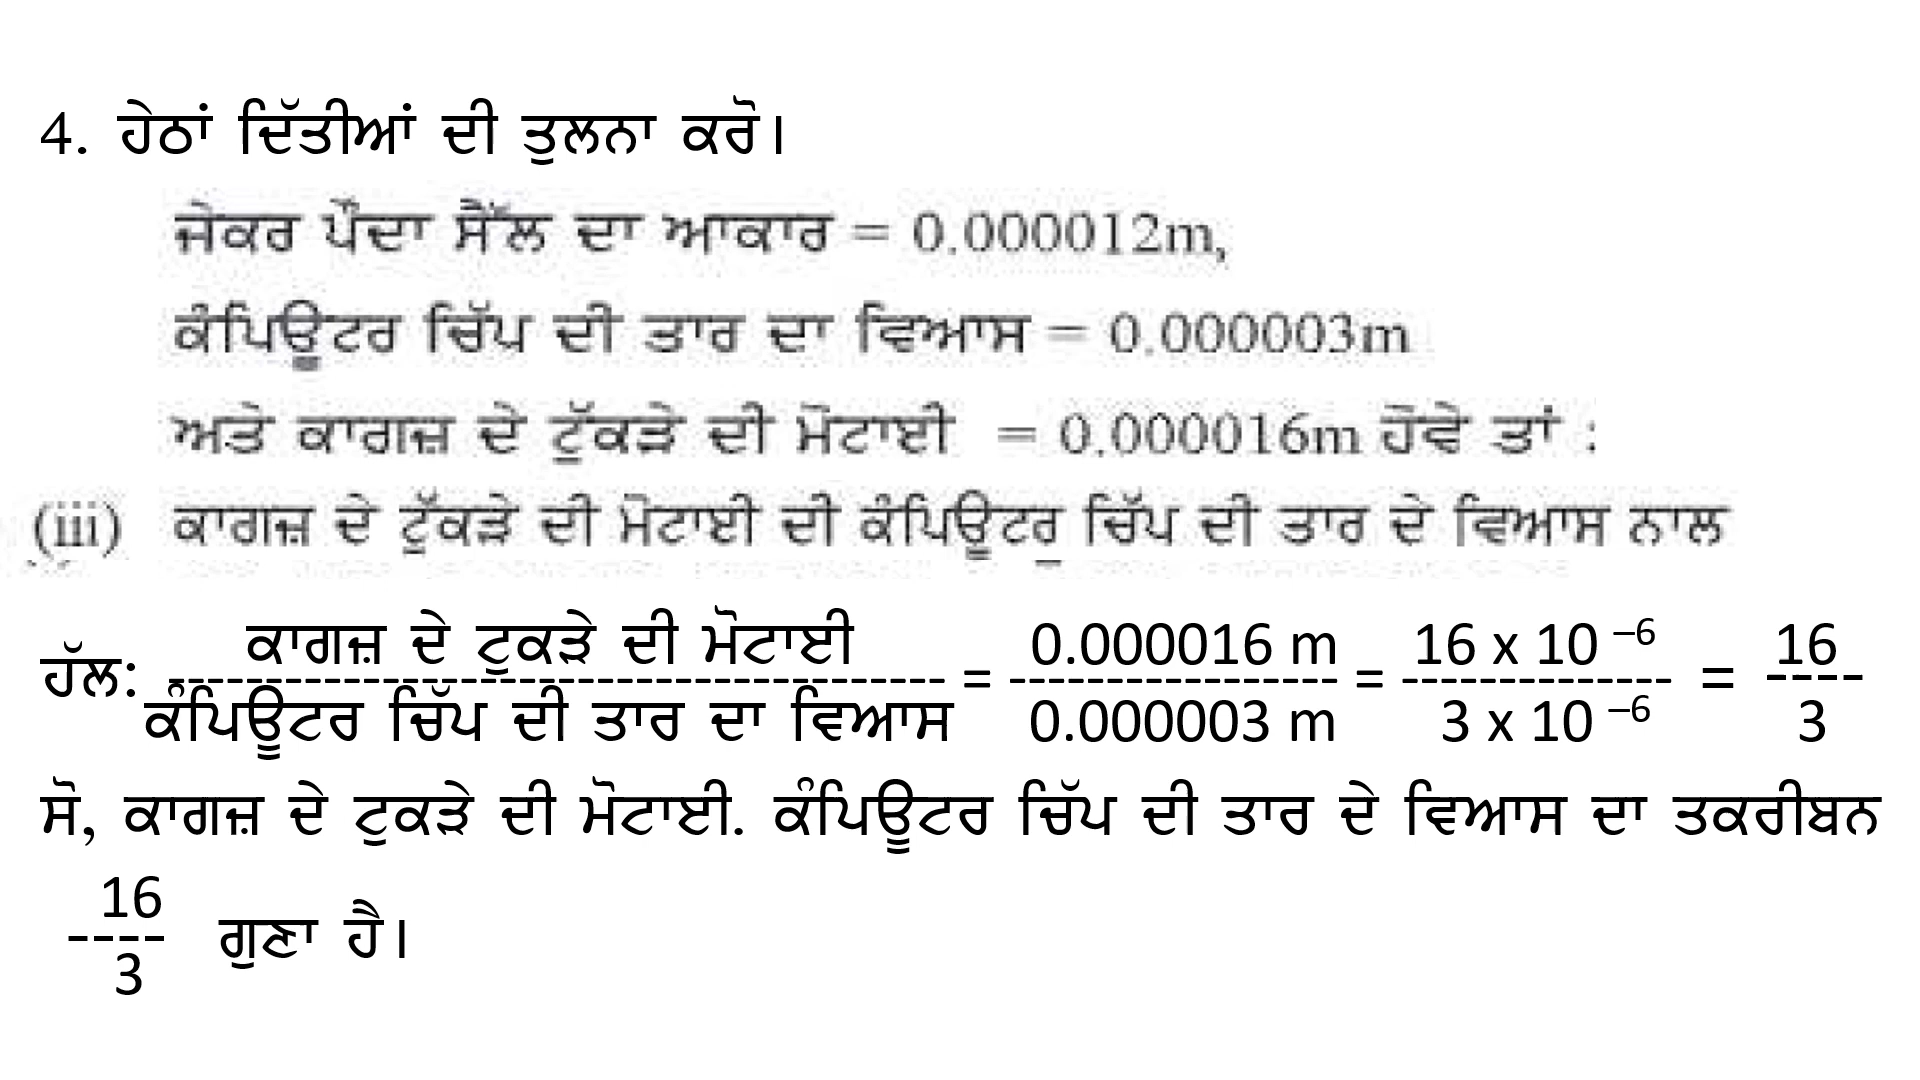 4. ਹੇਠਾਂ ਦਿੱਤੀਆਂ ਦੀ ਤੁਲਨਾ ਕਰੋ।
ਜੇਕਰ ਪੌਦਾ ਸੈੱਲ ਦਾ ਆਕਾਰ = 0.000012m,
ਕੰਪਿਊਟਰ ਚਿੱਪ ਦੀ ਤਾਰ ਦਾ ਵਿਆਸ = 0.000003m
ਅਤੇ ਕਾਗਜ਼ ਦੇ ਟੁੱਕੜੇ ਦੀ ਮੋਟਾਈ = 0.000016m ਹੋਵੇ ਤਾਂ :
(iii) ਕਾਗਜ਼ ਦੇ ਟੁੱਕੜੇ ਦੀ ਮੋਟਾਈ ਦੀ ਕੰਪਿਊਟਰ ਚਿੱਪ ਦੀ ਤਾਰ ਦੇ ਵਿਆਸ ਨਾਲ
ਕਾਗਜ਼ ਦੇ ਟੁਕੜੇ ਦੀ ਮੋਟਾਈ 0.000016 m 16 x 10 –6 16
ਹੱਲ: ---------------------------------------- = ----------------- = -------------- = ----
ਕੰਪਿਊਟਰ ਚਿੱਪ ਦੀ ਤਾਰ ਦਾ ਵਿਆਸ 0.000003 m 3 x 10 –6 3
ਸੋ, ਕਾਗਜ਼ ਦੇ ਟੁਕੜੇ ਦੀ ਮੋਟਾਈ. ਕੰਪਿਊਟਰ ਚਿੱਪ ਦੀ ਤਾਰ ਦੇ ਵਿਆਸ ਦਾ ਤਕਰੀਬਨ
16
---- ਗੁਣਾ ਹੈ।
3